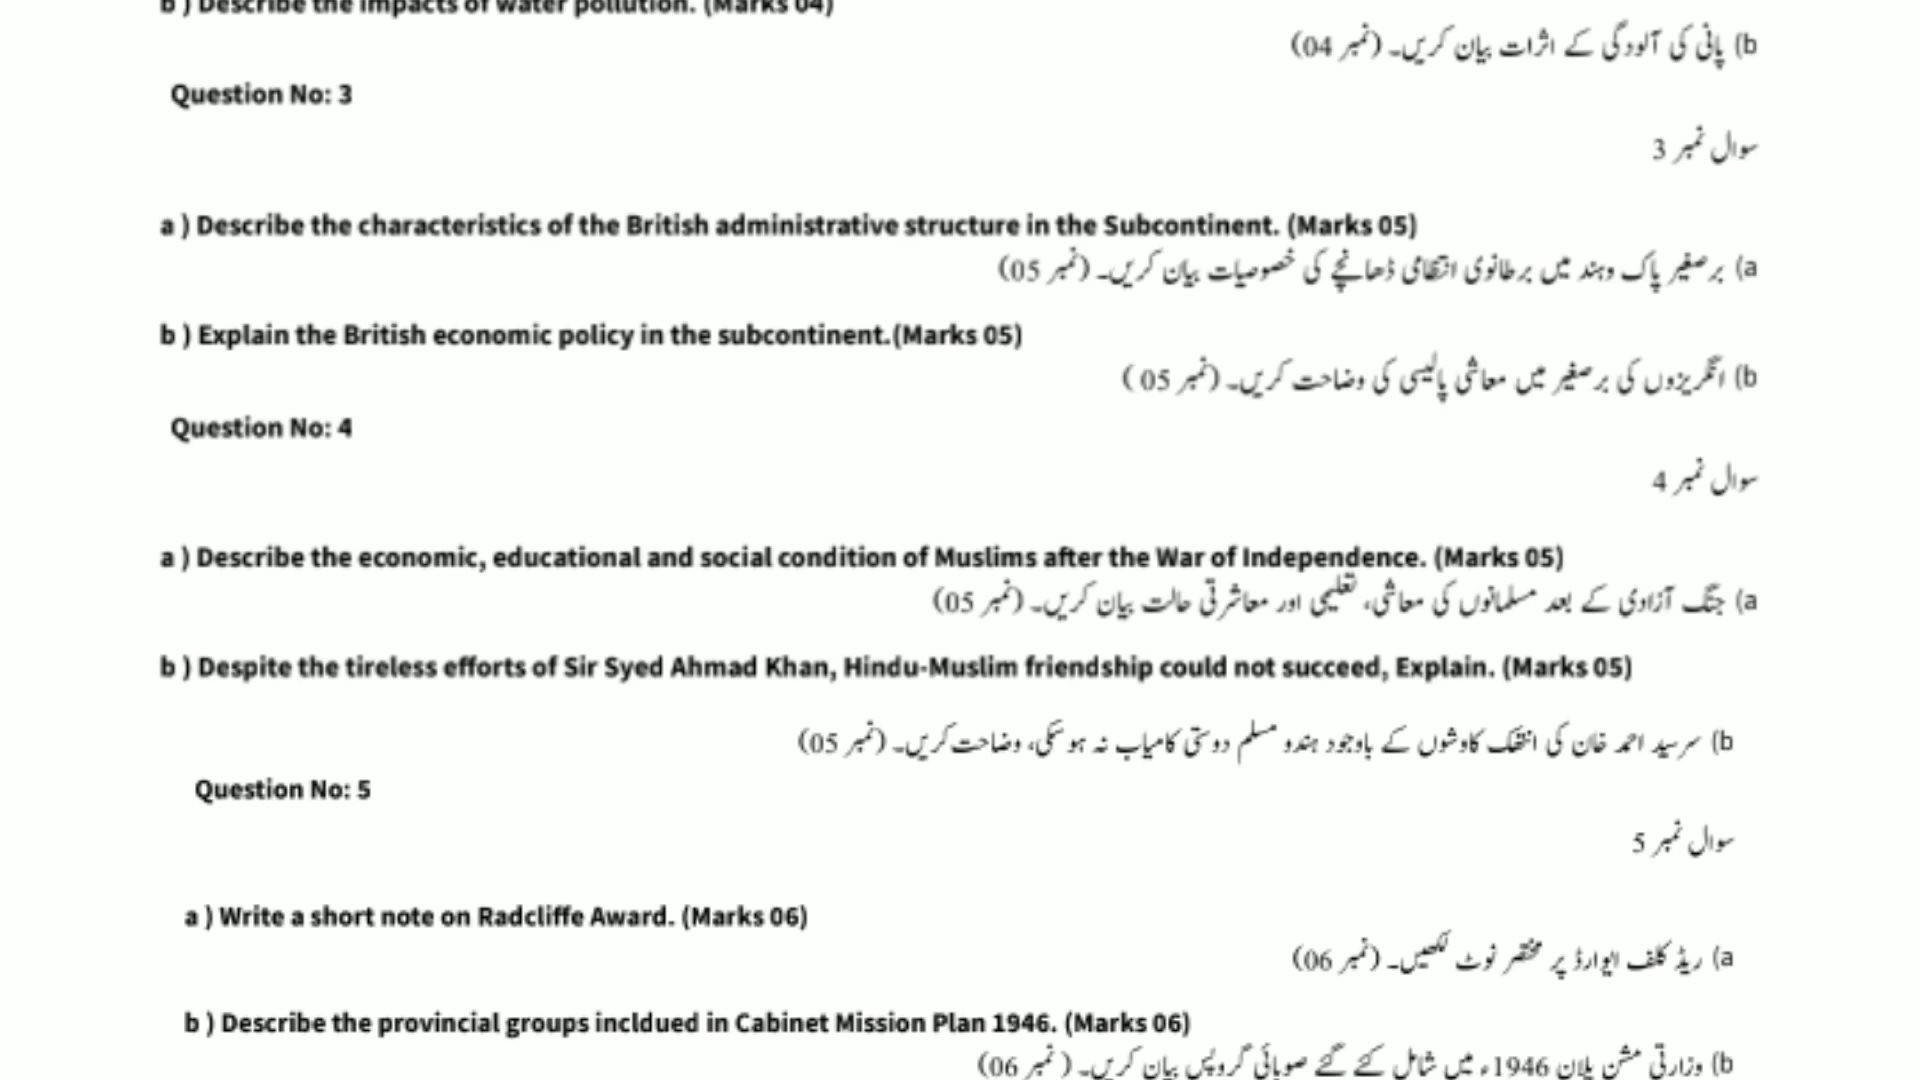 b ) Describe the impacts of water pollution. (Marks 04)
b) پانی کی آلودگی کے اثرات بیان کریں۔ (نمبر 04)
Question No: 3
سوال نمبر 3
a ) Describe the characteristics of the British administrative structure in the Subcontinent. (Marks 05)
a) برصغیر پاک وہند میں برطانوی انتظامی ڈھانچے کی خصوصیات بیان کریں۔ (نمبر 05)
b ) Explain the British economic policy in the subcontinent.(Marks 05)
b) انگریزوں کی برصغیر میں معاشی پالیسی کی وضاحت کریں۔ (نمبر 05 )
Question No: 4
سوال نمبر 4
a ) Describe the economic, educational and social condition of Muslims after the War of Independence. (Marks 05)
a) جنگ آزادی کے بعد مسلمانوں کی معاشی، تعلیمی اور معاشرتی حالت بیان کریں۔ (نمبر 05)
b ) Despite the tireless efforts of Sir Syed Ahmad Khan, Hindu-Muslim friendship could not succeed, Explain. (Marks 05)
b) سرسید احمد خان کی انتھک کاوشوں کے باوجود ہندو مسلم دوستی کامیاب نہ ہو سکی، وضاحت کریں۔ (نمبر 05)
Question No: 5
سوال نمبر 5
a ) Write a short note on Radcliffe Award. (Marks 06)
a) ریڈ کلف ایوارڈ پر مختصر نوٹ لکھیں۔ (نمبر 06)
b ) Describe the provincial groups incldued in Cabinet Mission Plan 1946. (Marks 06)
b) وزارتی مشن پلان 1946ء میں شامل کئے گئے صوبائی گروپس بیان کریں۔ ( نمبر 06)